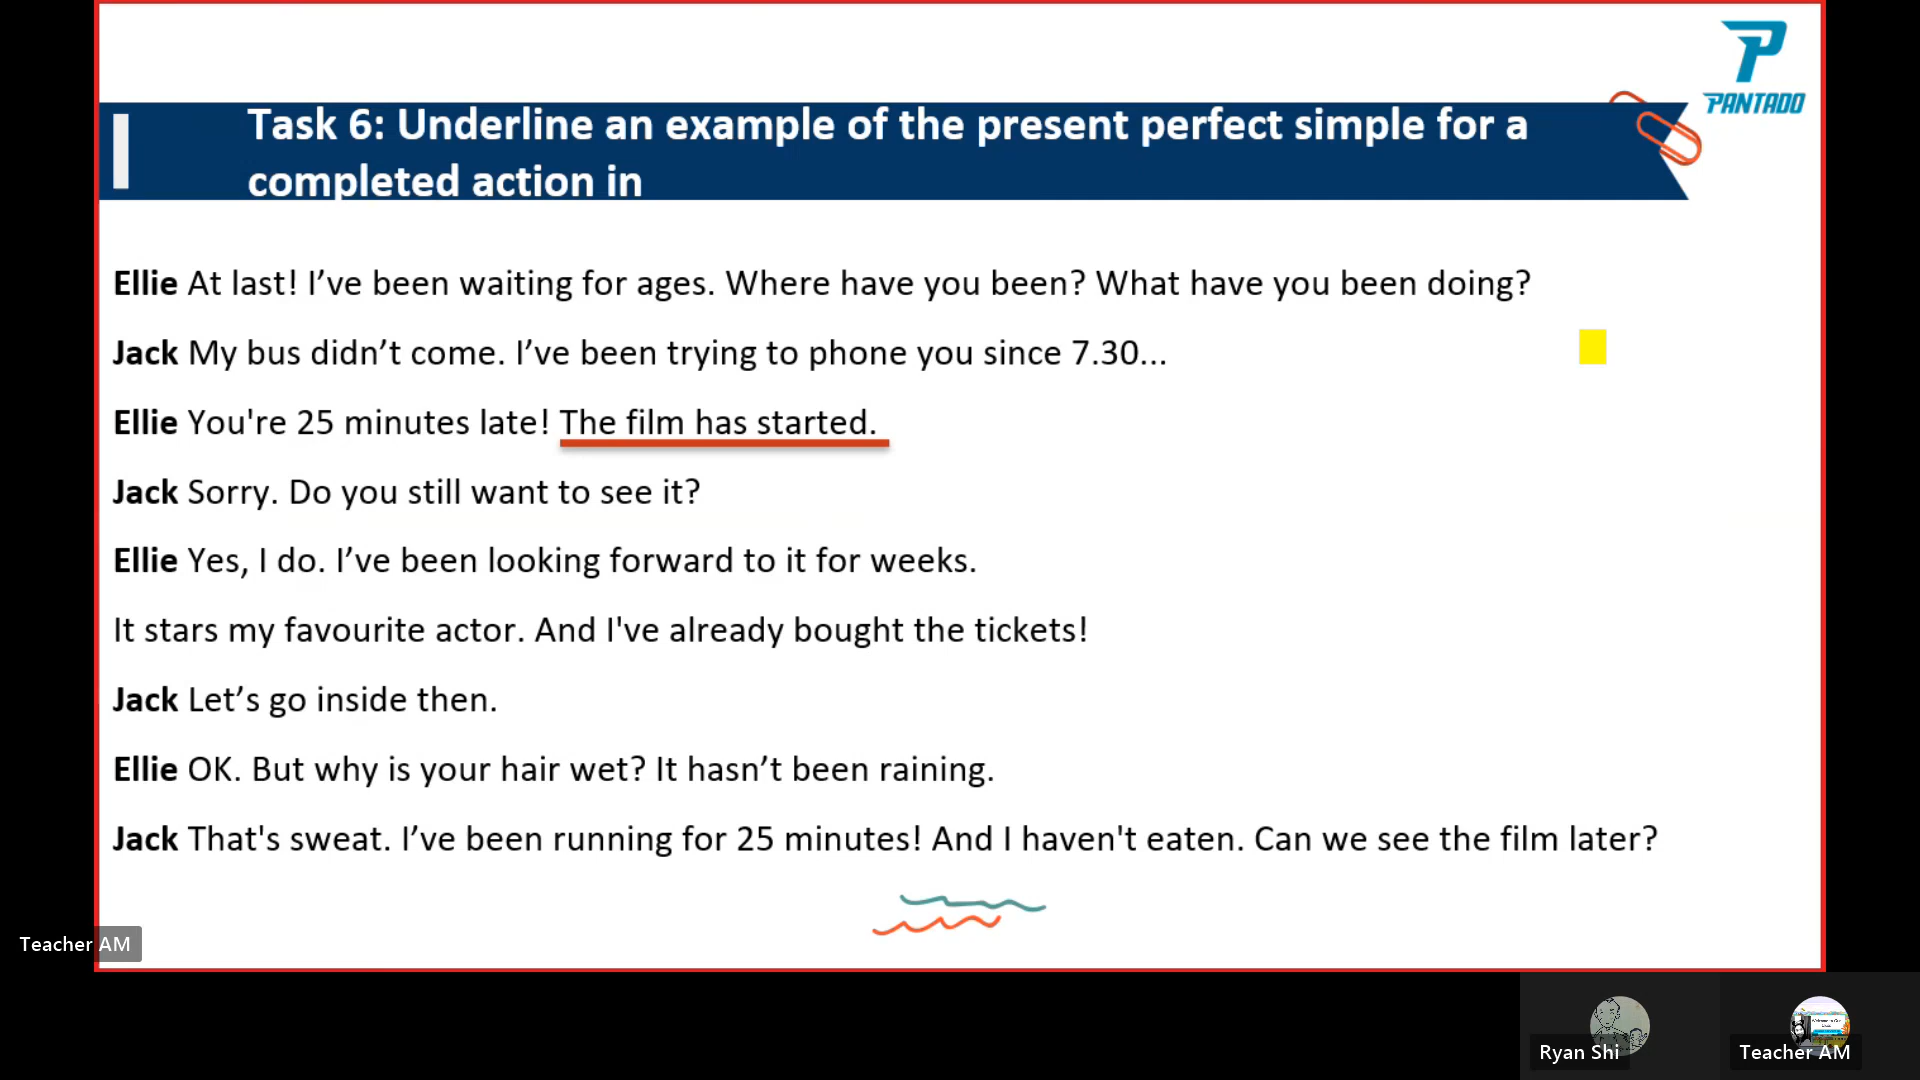 PANTADO
Task 6: Underline an example of the present perfect simple for a
completed action in
Ellie At last! I’ve been waiting for ages. Where have you been? What have you been doing?
Jack My bus didn’t come. I’ve been trying to phone you since 7.30...
Ellie You're 25 minutes late! The film has started.
Jack Sorry. Do you still want to see it?
Ellie Yes, I do. I’ve been looking forward to it for weeks.
It stars my favourite actor. And I've already bought the tickets!
Jack Let’s go inside then.
Ellie OK. But why is your hair wet? It hasn’t been raining.
Jack That's sweat. I’ve been running for 25 minutes! And I haven't eaten. Can we see the film later?
Teacher AM
Ryan Shi
Teacher AM